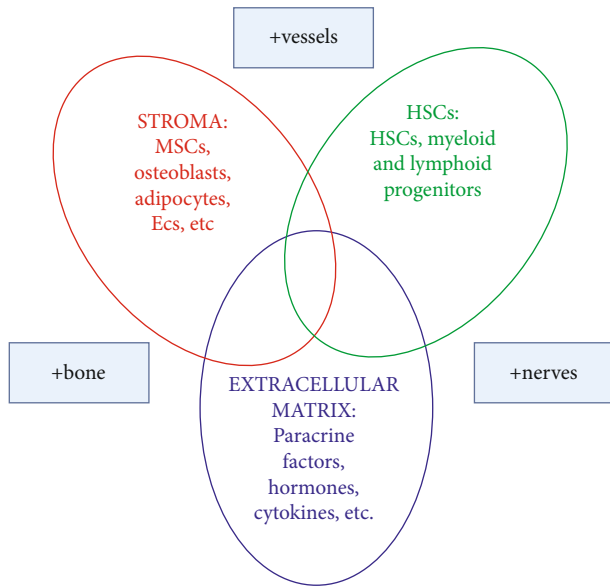 +vessels
STROMA:
MSCs,
osteoblasts,
adipocytes,
Ecs, etc
HSCs:
HSCs, myeloid
and lymphoid
progenitors
+bone
+nerves
EXTRACELLULAR
MATRIX:
Paracrine
factors,
hormones,
cytokines, etc.